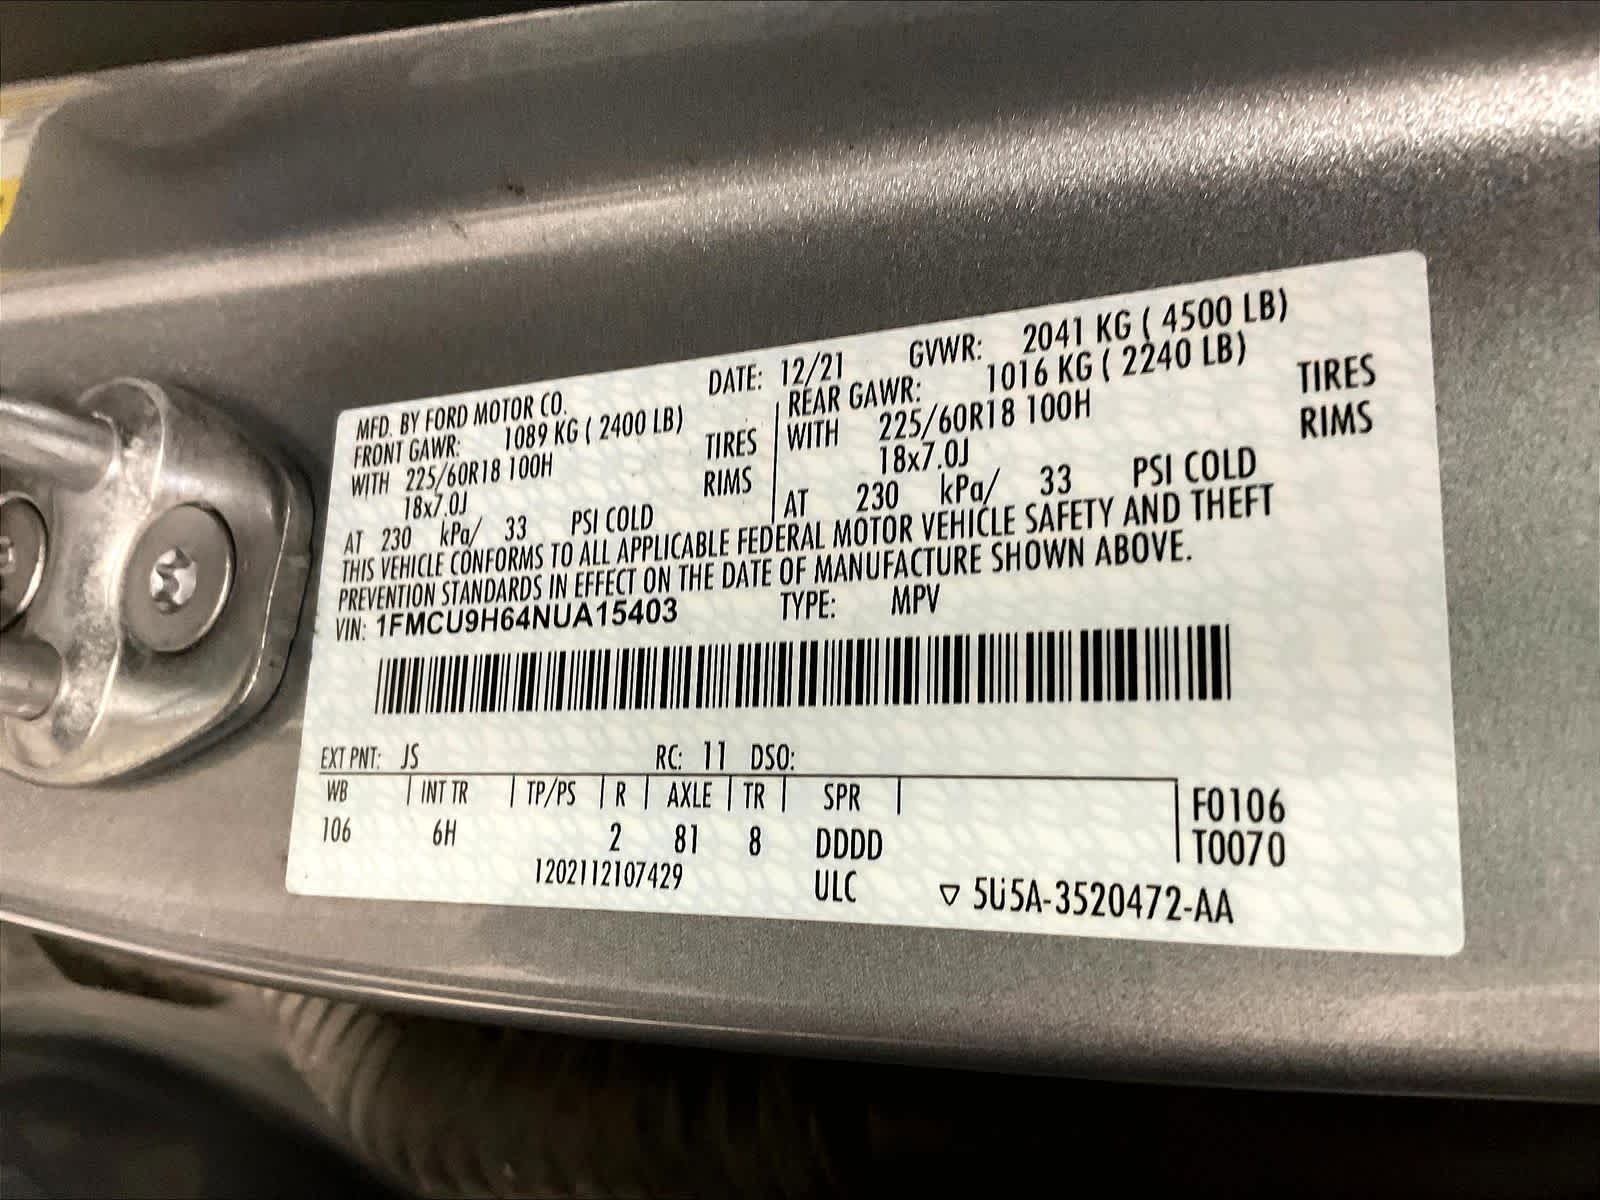 MFD. BY FORD MOTOR CO. DATE: 12/21 GVWR: 2041 KG ( 4500 LB)
FRONT GAWR: 1089 KG ( 2400 LB) REAR GAWR: 1016 KG ( 2240 LB)
WITH 225/60R18 100H TIRES WITH 225/60R18 100H TIRES
18x7.0J RIMS 18x7.0J RIMS
AT 230 kPa/ 33 PSI COLD AT 230 kPa/ 33 PSI COLD
THIS VEHICLE CONFORMS TO ALL APPLICABLE FEDERAL MOTOR VEHICLE SAFETY AND THEFT
PREVENTION STANDARDS IN EFFECT ON THE DATE OF MANUFACTURE SHOWN ABOVE.
VIN: 1FMCU9H64NUA15403 TYPE: MPV
EXT PNT: JS RC: 11 DSO:
WB INT TR TP/PS R AXLE TR SPR F0106
106 6H 2 81 8 DDDD T0070
1202112107429 ULC ▽ 5U5A-3520472-AA